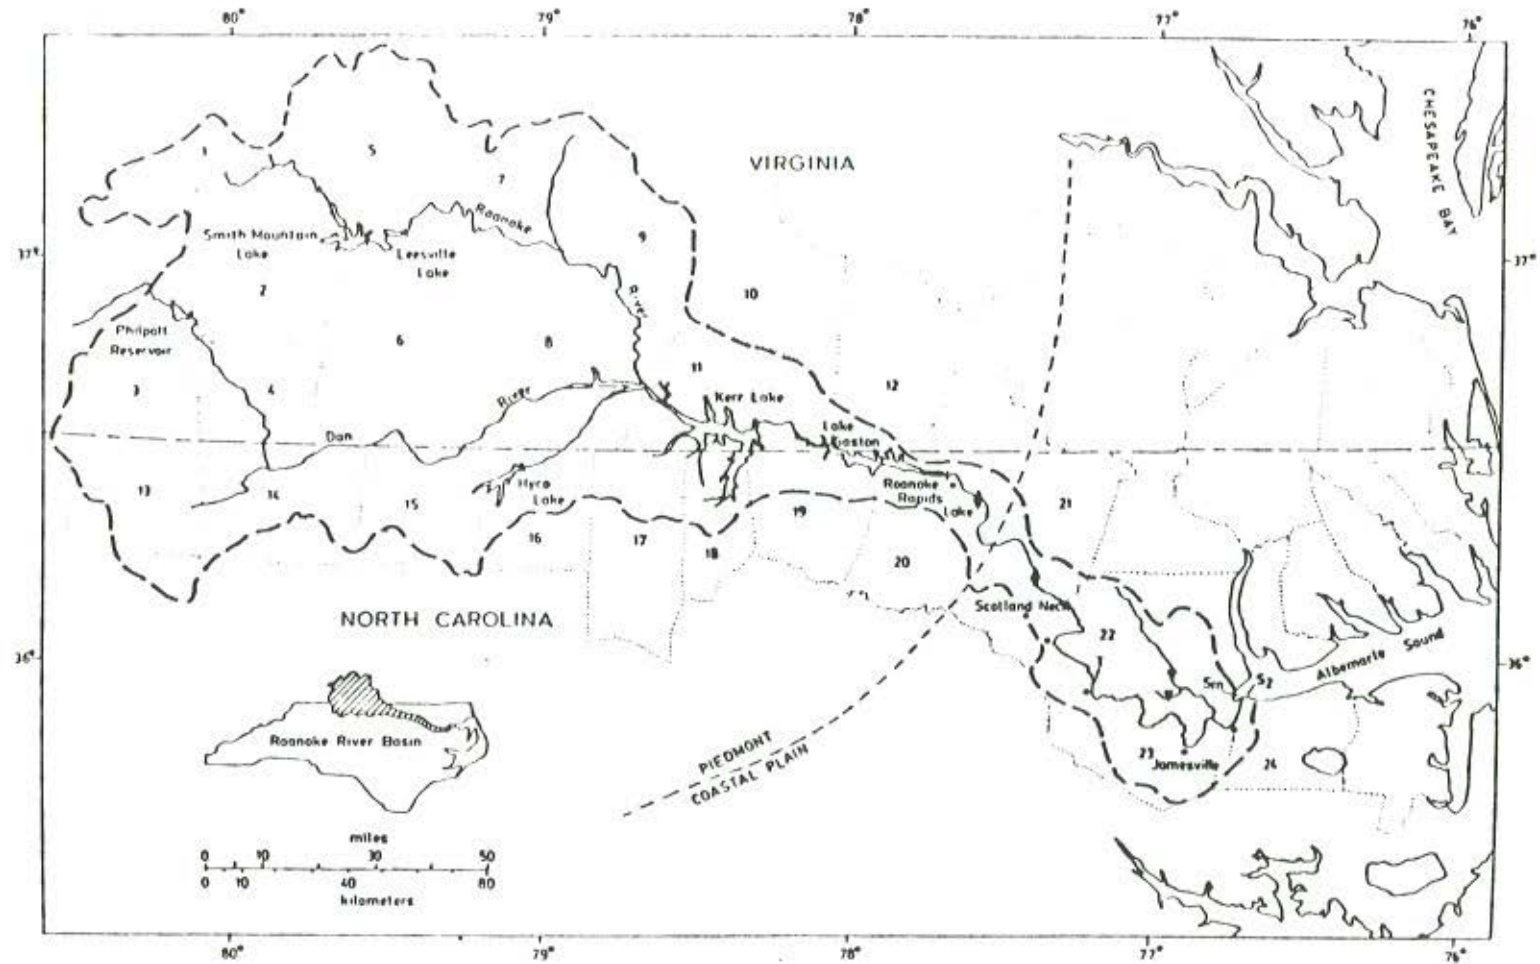 80° 79° 78° 77° 76°
CHESAPEAKE BAY
VIRGINIA
1
5
7
Roanoke
River
9
Smith Mountain
Lake
Leesville
Lake
37° 37°
2
10
Philpott
Reservoir
6
8
3
4
11
12
Kerr Lake
River
Dan
Lake
Gaston
13
14
15
Hyco
Lake
Roanoke
Rapids
Lake
16
17
18
19
20
21
NORTH CAROLINA
Scotland Neck
22
36° 36°
Albemarle Sound
S2
Roanoke River Basin
PIEDMONT
COASTAL PLAIN
23
Jamesville
24
miles
0 10 30 50
0 10 40 80
kilometers
80° 79° 78° 77° 76°